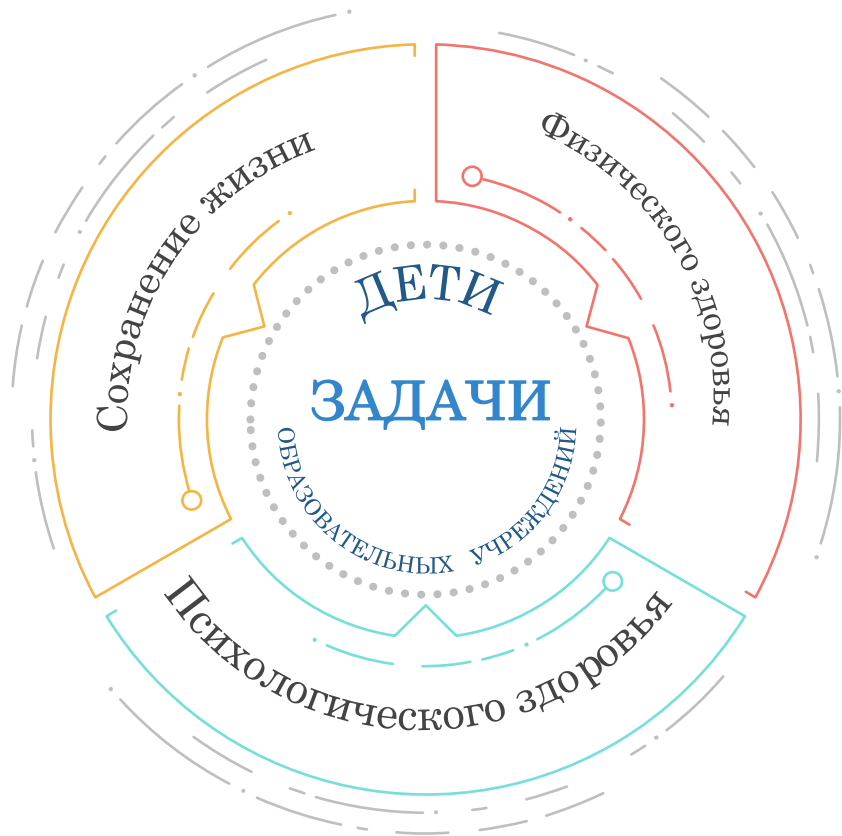 Сохранение жизни
Физического здоровья
ДЕТИ
ЗАДАЧИ
ОБРАЗОВАТЕЛЬНЫХ УЧРЕЖДЕНИЙ
Психологического здоровья